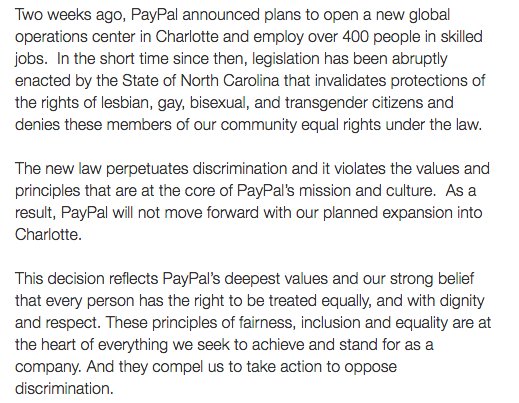 Two weeks ago, PayPal announced plans to open a new global
operations center in Charlotte and employ over 400 people in skilled
jobs.  In the short time since then, legislation has been abruptly
enacted by the State of North Carolina that invalidates protections of
the rights of lesbian, gay, bisexual, and transgender citizens and
denies these members of our community equal rights under the law.

The new law perpetuates discrimination and it violates the values and
principles that are at the core of PayPal's mission and culture.  As a
result, PayPal will not move forward with our planned expansion into
Charlotte.

This decision reflects PayPal's deepest values and our strong belief
that every person has the right to be treated equally, and with dignity
and respect. These principles of fairness, inclusion and equality are at
the heart of everything we seek to achieve and stand for as a
company. And they compel us to take action to oppose
discrimination.